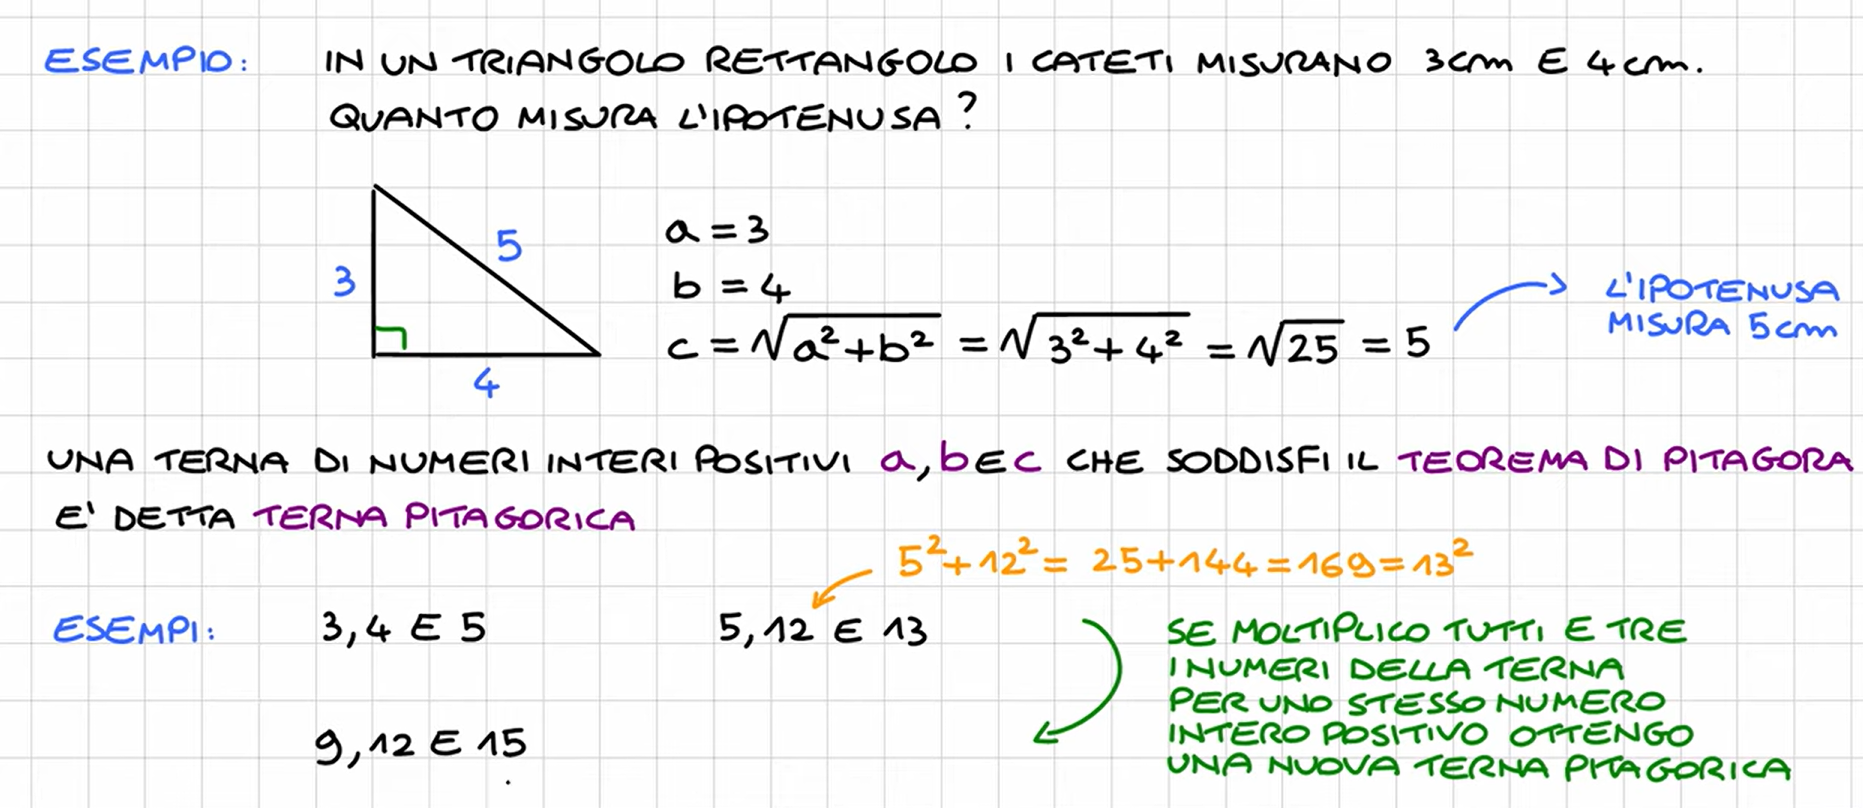 ESEMPIO: IN UN TRIANGOLO RETTANGOLO I CATETI MISURANO 3cm E 4cm.
QUANTO MISURA L'IPOTENUSA?
3
5
4
a = 3
b = 4
c = √(a²+b²) = √(3²+4²) = √25 = 5
L'IPOTENUSA
MISURA 5cm
UNA TERNA DI NUMERI INTERI POSITIVI a, b E c CHE SODDISFI IL TEOREMA DI PITAGORA
E' DETTA TERNA PITAGORICA
5²+12² = 25+144 = 169 = 13²
ESEMPI: 3,4 E 5 5,12 E 13
9,12 E 15
SE MOLTIPLICO TUTTI E TRE
I NUMERI DELLA TERNA
PER UNO STESSO NUMERO
INTERO POSITIVO OTTENGO
UNA NUOVA TERNA PITAGORICA